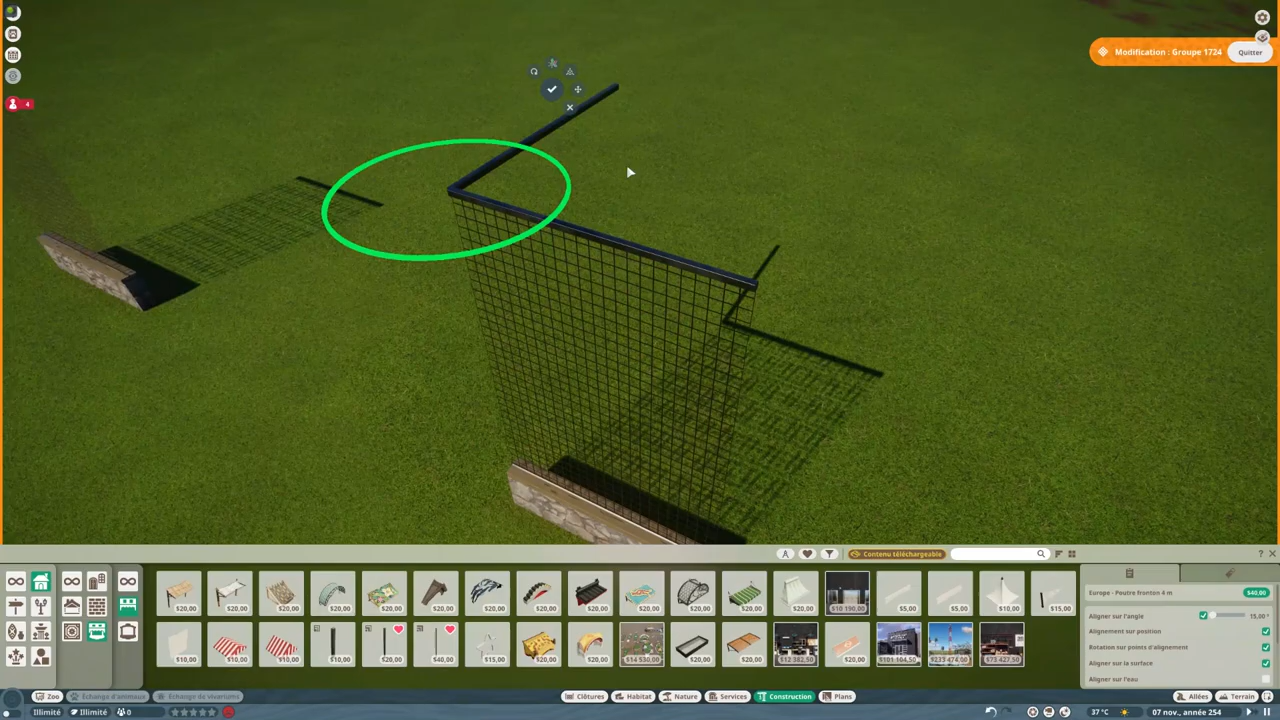 Modification : Groupe 1724
Quitter
4
A
Contenu téléchargeable
?
$20,00
$20,00
$20,00
$20,00
$20,00
$20,00
$20,00
$20,00
$20,00
$20,00
$20,00
$20,00
$20,00
$10 190,00
$5,00
$5,00
$10,00
$15,00
$10,00
$10,00
$10,00
$10,00
$20,00
$40,00
$15,00
$20,00
$20,00
$14 930,00
$20,00
$20,00
$12 382,50
$20,00
$101 104,50
$233 474,00
$73 427,50
Europe - Poutre fronton 4 m
$40,00
Aligner sur l'angle
15,00°
Alignement sur position
Rotation sur points d'alignement
Aligner sur la surface
Aligner sur l'eau
Zoo
Échange d'animaux
Échange de vivariums
Clôtures
Habitat
Nature
Services
Construction
Plans
Allées
Terrain
Illimité
Illimité
0
37 °C
07 nov., année 254